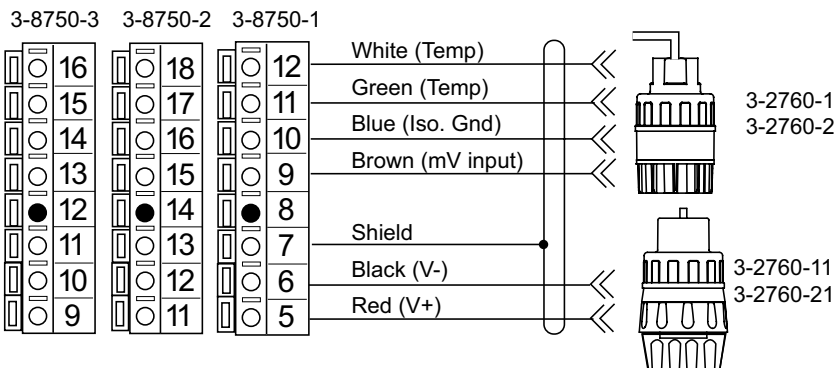 3-8750-3 3-8750-2 3-8750-1
16 18 12 White (Temp)
15 17 11 Green (Temp)
14 16 10 Blue (Iso. Gnd)
13 15 9 Brown (mV input)
12 14 8
11 13 7 Shield
10 12 6 Black (V-)
9 11 5 Red (V+)
3-2760-1
3-2760-2
3-2760-11
3-2760-21